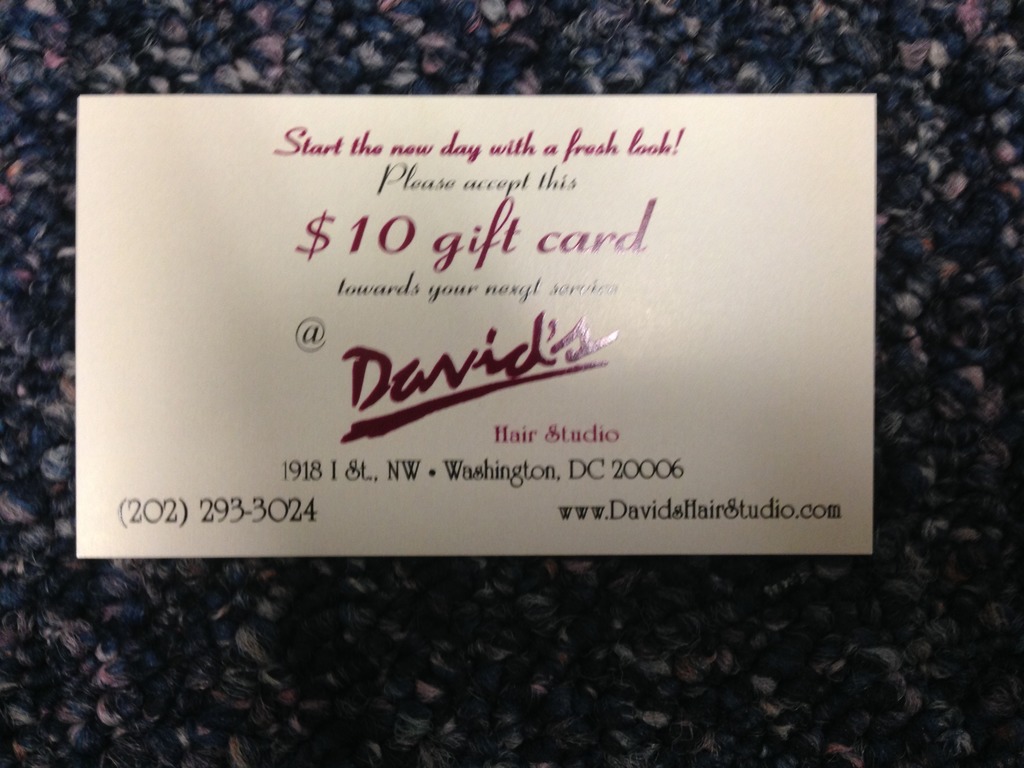 Start the new day with a fresh look!
Please accept this
$10 gift card
towards your nexgt service
@
David's
Hair Studio
1918 I St., NW • Washington, DC 20006
(202) 293-3024
www.DavidsHairStudio.com